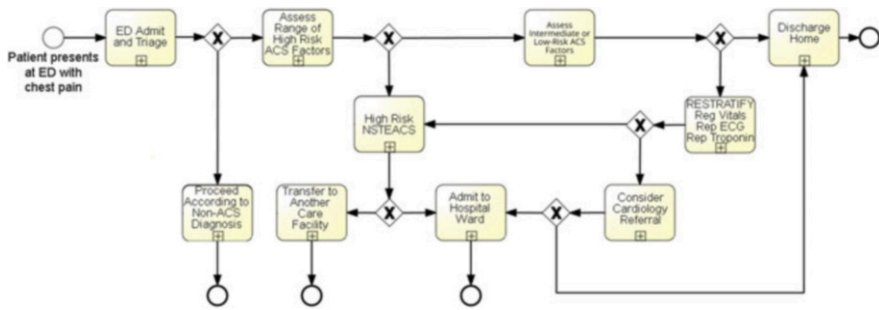 ED Admit
and Triage
Patient presents
at ED with
chest pain
X
Assess
Range of
High Risk
ACS Factors
X
Assess
Intermediate or
Low-Risk ACS
Factors
X
Discharge
Home
High Risk
NSTEACS
X
RESTRATIFY
Reg Vitals
Rep ECG
Rep Troponin
Proceed
According to
Non-ACS
Diagnosis
Transfer to
Another
Care
Facility
X
Admit to
Hospital
Ward
X
Consider
Cardiology
Referral